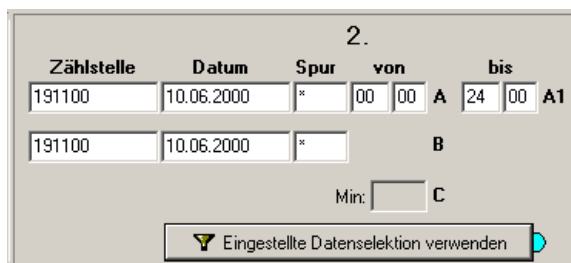 2.
Zählstelle Datum Spur von bis
191100 10.06.2000 * 00 00 A 24 00 A1
191100 10.06.2000 * B
Min: C
Eingestellte Datenselektion verwenden